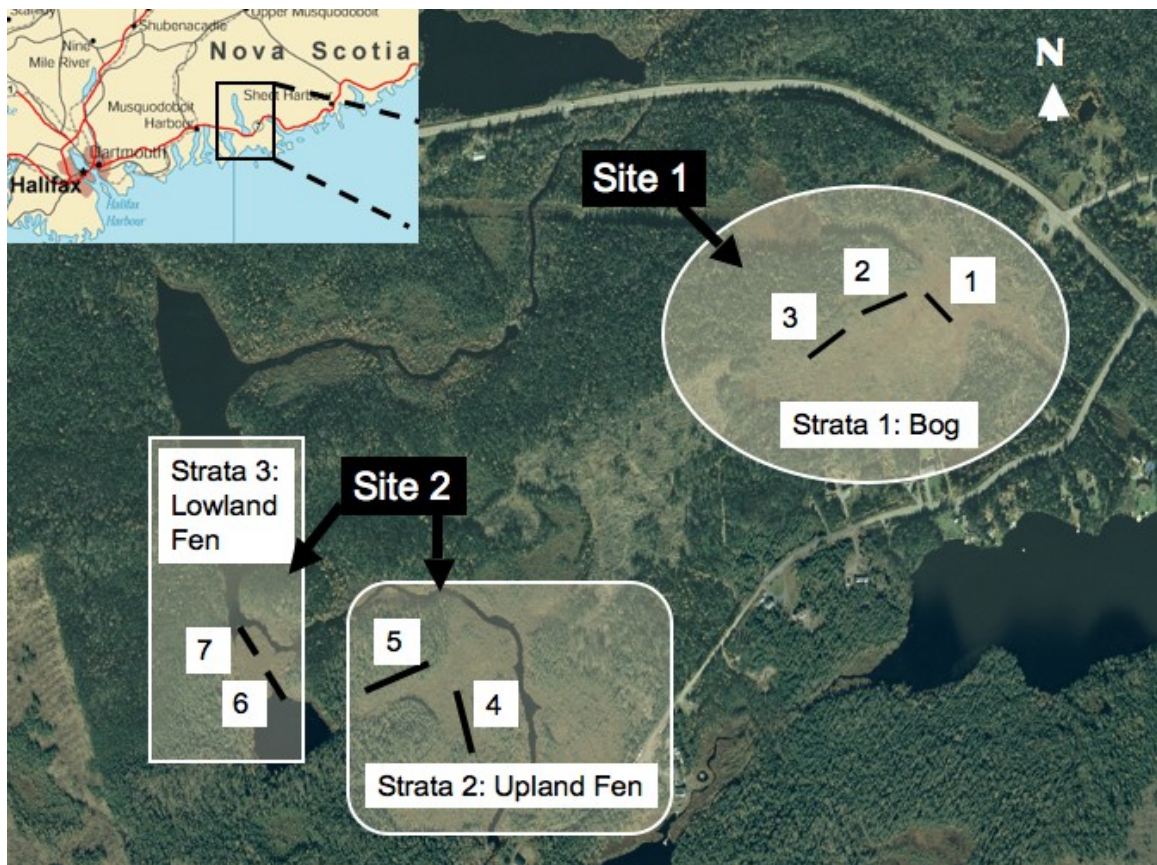 Shubenacadie
Upper Musquodoboit
Nine
Mile River
Nova Scotia
Musquodoboit
Harbour
Sheet Harbour
Dartmouth
Halifax
Halifax
Harbour
N
Site 1
1
2
3
Strata 1: Bog
Strata 3:
Lowland
Fen
Site 2
7
6
5
4
Strata 2: Upland Fen